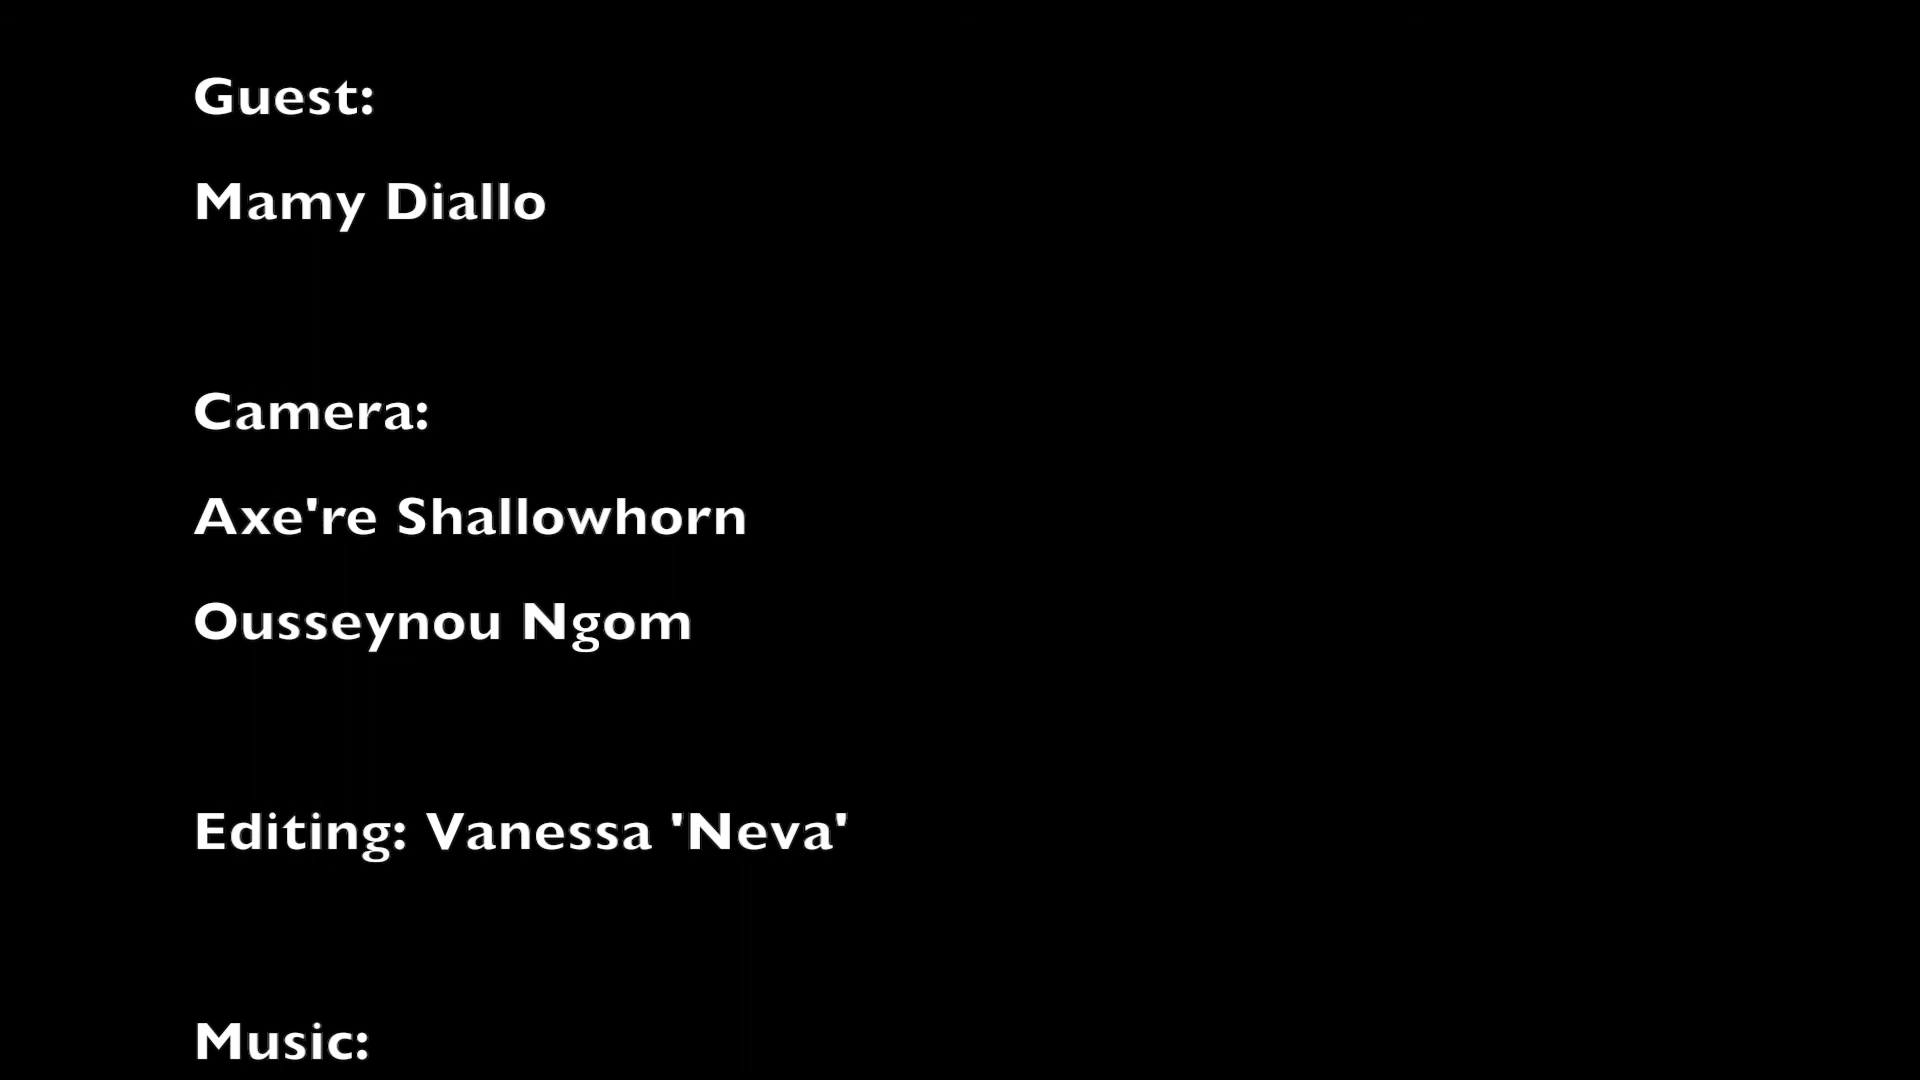 Guest:
Mamy Diallo
Camera:
Axe're Shallowhorn
Ousseynou Ngom
Editing: Vanessa 'Neva'
Music: